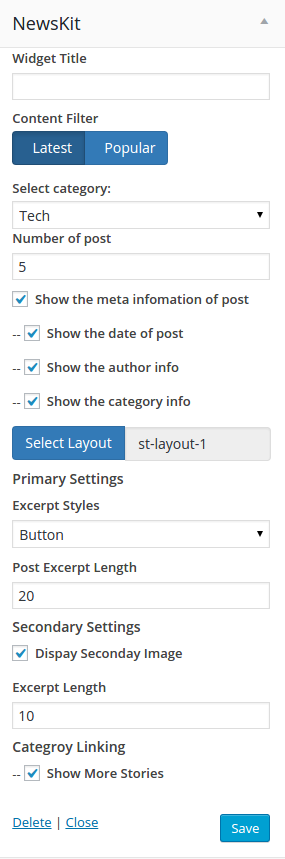 NewsKit
Widget Title
Content Filter
Latest Popular
Select category:
Tech
Number of post
5
Show the meta infomation of post
-- Show the date of post
-- Show the author info
-- Show the category info
Select Layout st-layout-1
Primary Settings
Excerpt Styles
Button
Post Excerpt Length
20
Secondary Settings
Dispay Seconday Image
Excerpt Length
10
Categroy Linking
-- Show More Stories
Delete | Close Save